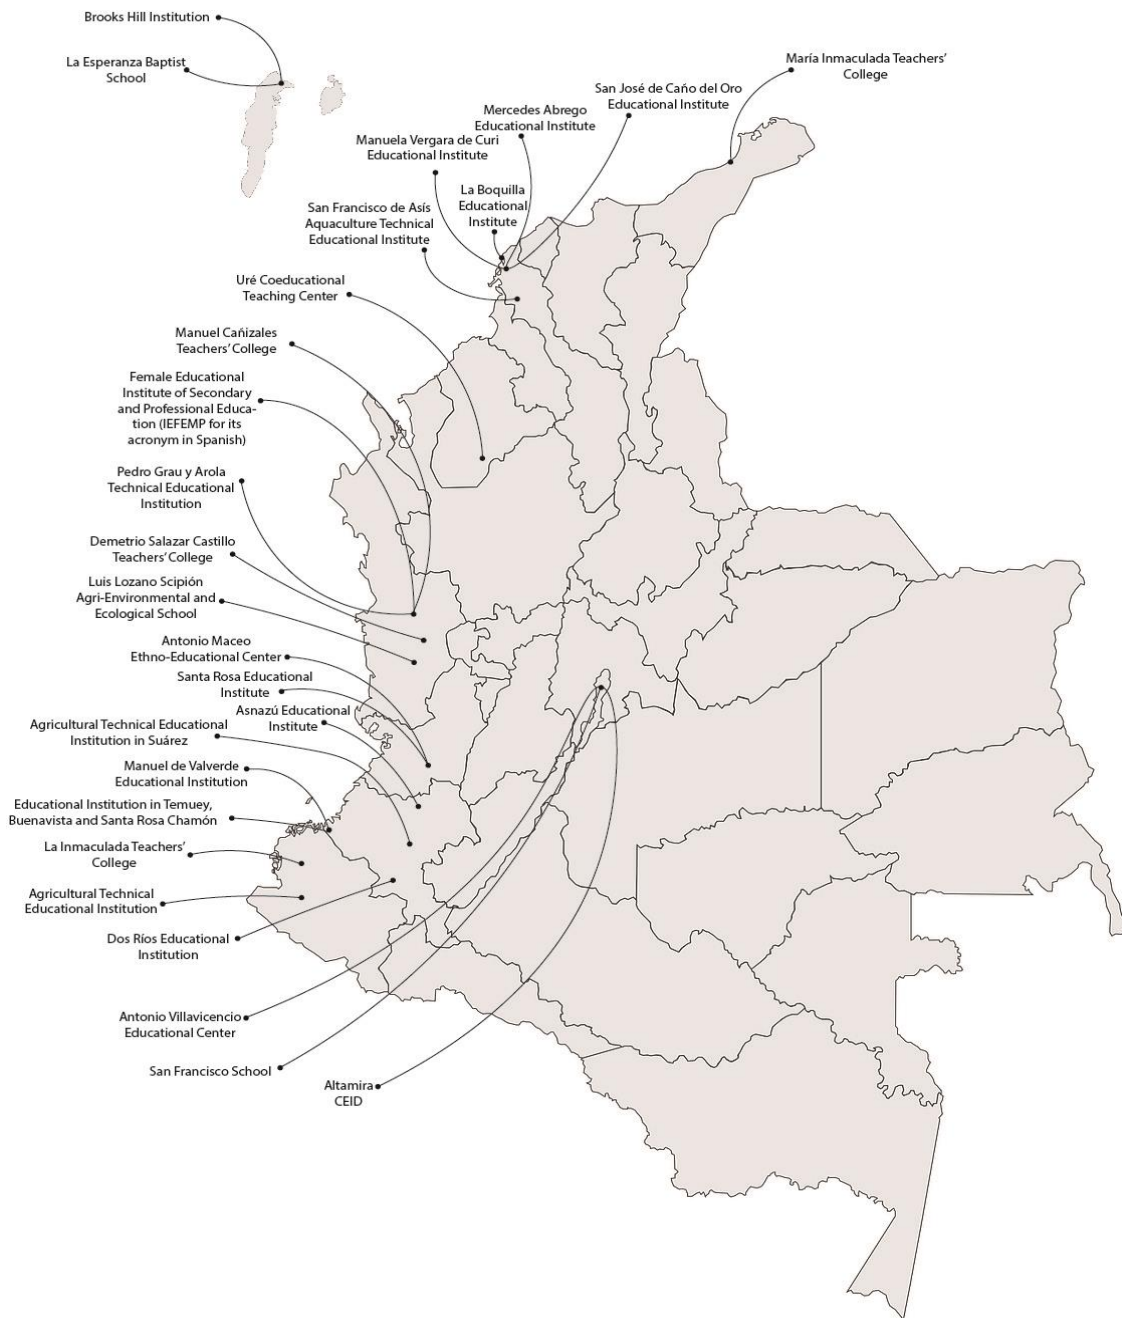 Brooks Hill Institution
La Esperanza Baptist
School
María Inmaculada Teachers'
College
San José de Caño del Oro
Educational Institute
Mercedes Abrego
Educational Institute
Manuela Vergara de Curi
Educational Institute
La Boquilla
Educational
Institute
San Francisco de Asís
Aquaculture Technical
Educational Institute
Uré Coeducational
Teaching Center
Manuel Cañizales
Teachers' College
Female Educational
Institute of Secondary
and Professional Educa-
tion (IEFEMP for its
acronym in Spanish)
Pedro Grau y Arola
Technical Educational
Institution
Demetrio Salazar Castillo
Teachers' College
Luis Lozano Scipión
Agri-Environmental and
Ecological School
Antonio Maceo
Ethno-Educational Center
Santa Rosa Educational
Institute
Asnazú Educational
Institute
Agricultural Technical Educational
Institution in Suárez
Manuel de Valverde
Educational Institution
Educational Institution in Temuey,
Buenavista and Santa Rosa Chamón
La Inmaculada Teachers'
College
Agricultural Technical
Educational Institution
Dos Ríos Educational
Institution
Antonio Villavicencio
Educational Center
San Francisco School
Altamira
CEID